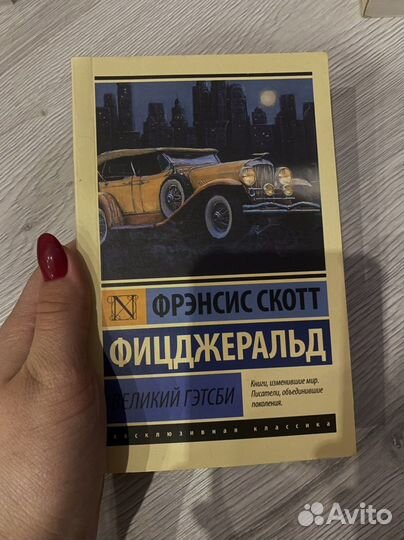 ФРЭНСИС СКОТТ
ФИЦДЖЕРАЛЬД
ВЕЛИКИЙ ГЭТСБИ
Книги, изменившие мир.
Писатели, объединившие
поколения.
эксклюзивная классика
Avito